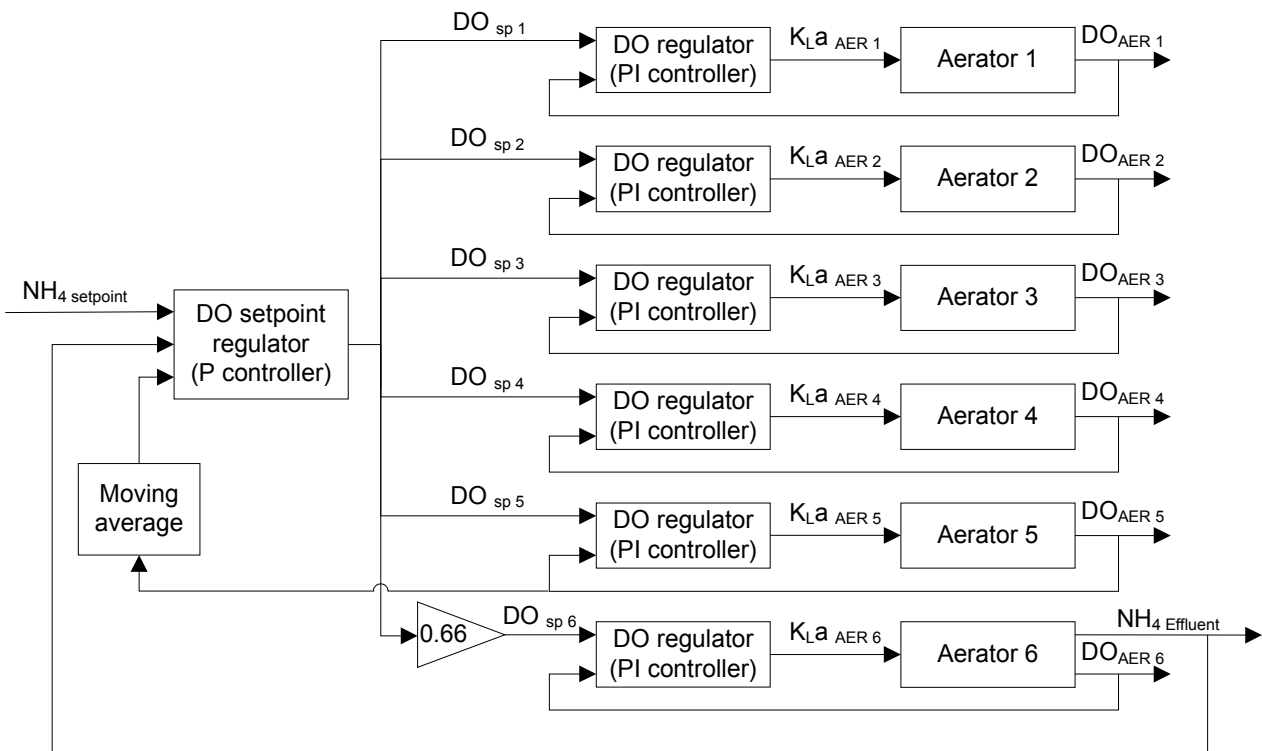 DO sp 1
DO regulator
(PI controller)
KLa AER 1
Aerator 1
DOAER 1
DO sp 2
DO regulator
(PI controller)
KLa AER 2
Aerator 2
DOAER 2
DO sp 3
DO regulator
(PI controller)
KLa AER 3
Aerator 3
DOAER 3
NH4 setpoint
DO setpoint
regulator
(P controller)
DO sp 4
DO regulator
(PI controller)
KLa AER 4
Aerator 4
DOAER 4
Moving
average
DO sp 5
DO regulator
(PI controller)
KLa AER 5
Aerator 5
DOAER 5
0.66
DO sp 6
DO regulator
(PI controller)
KLa AER 6
Aerator 6
NH4 Effluent
DOAER 6